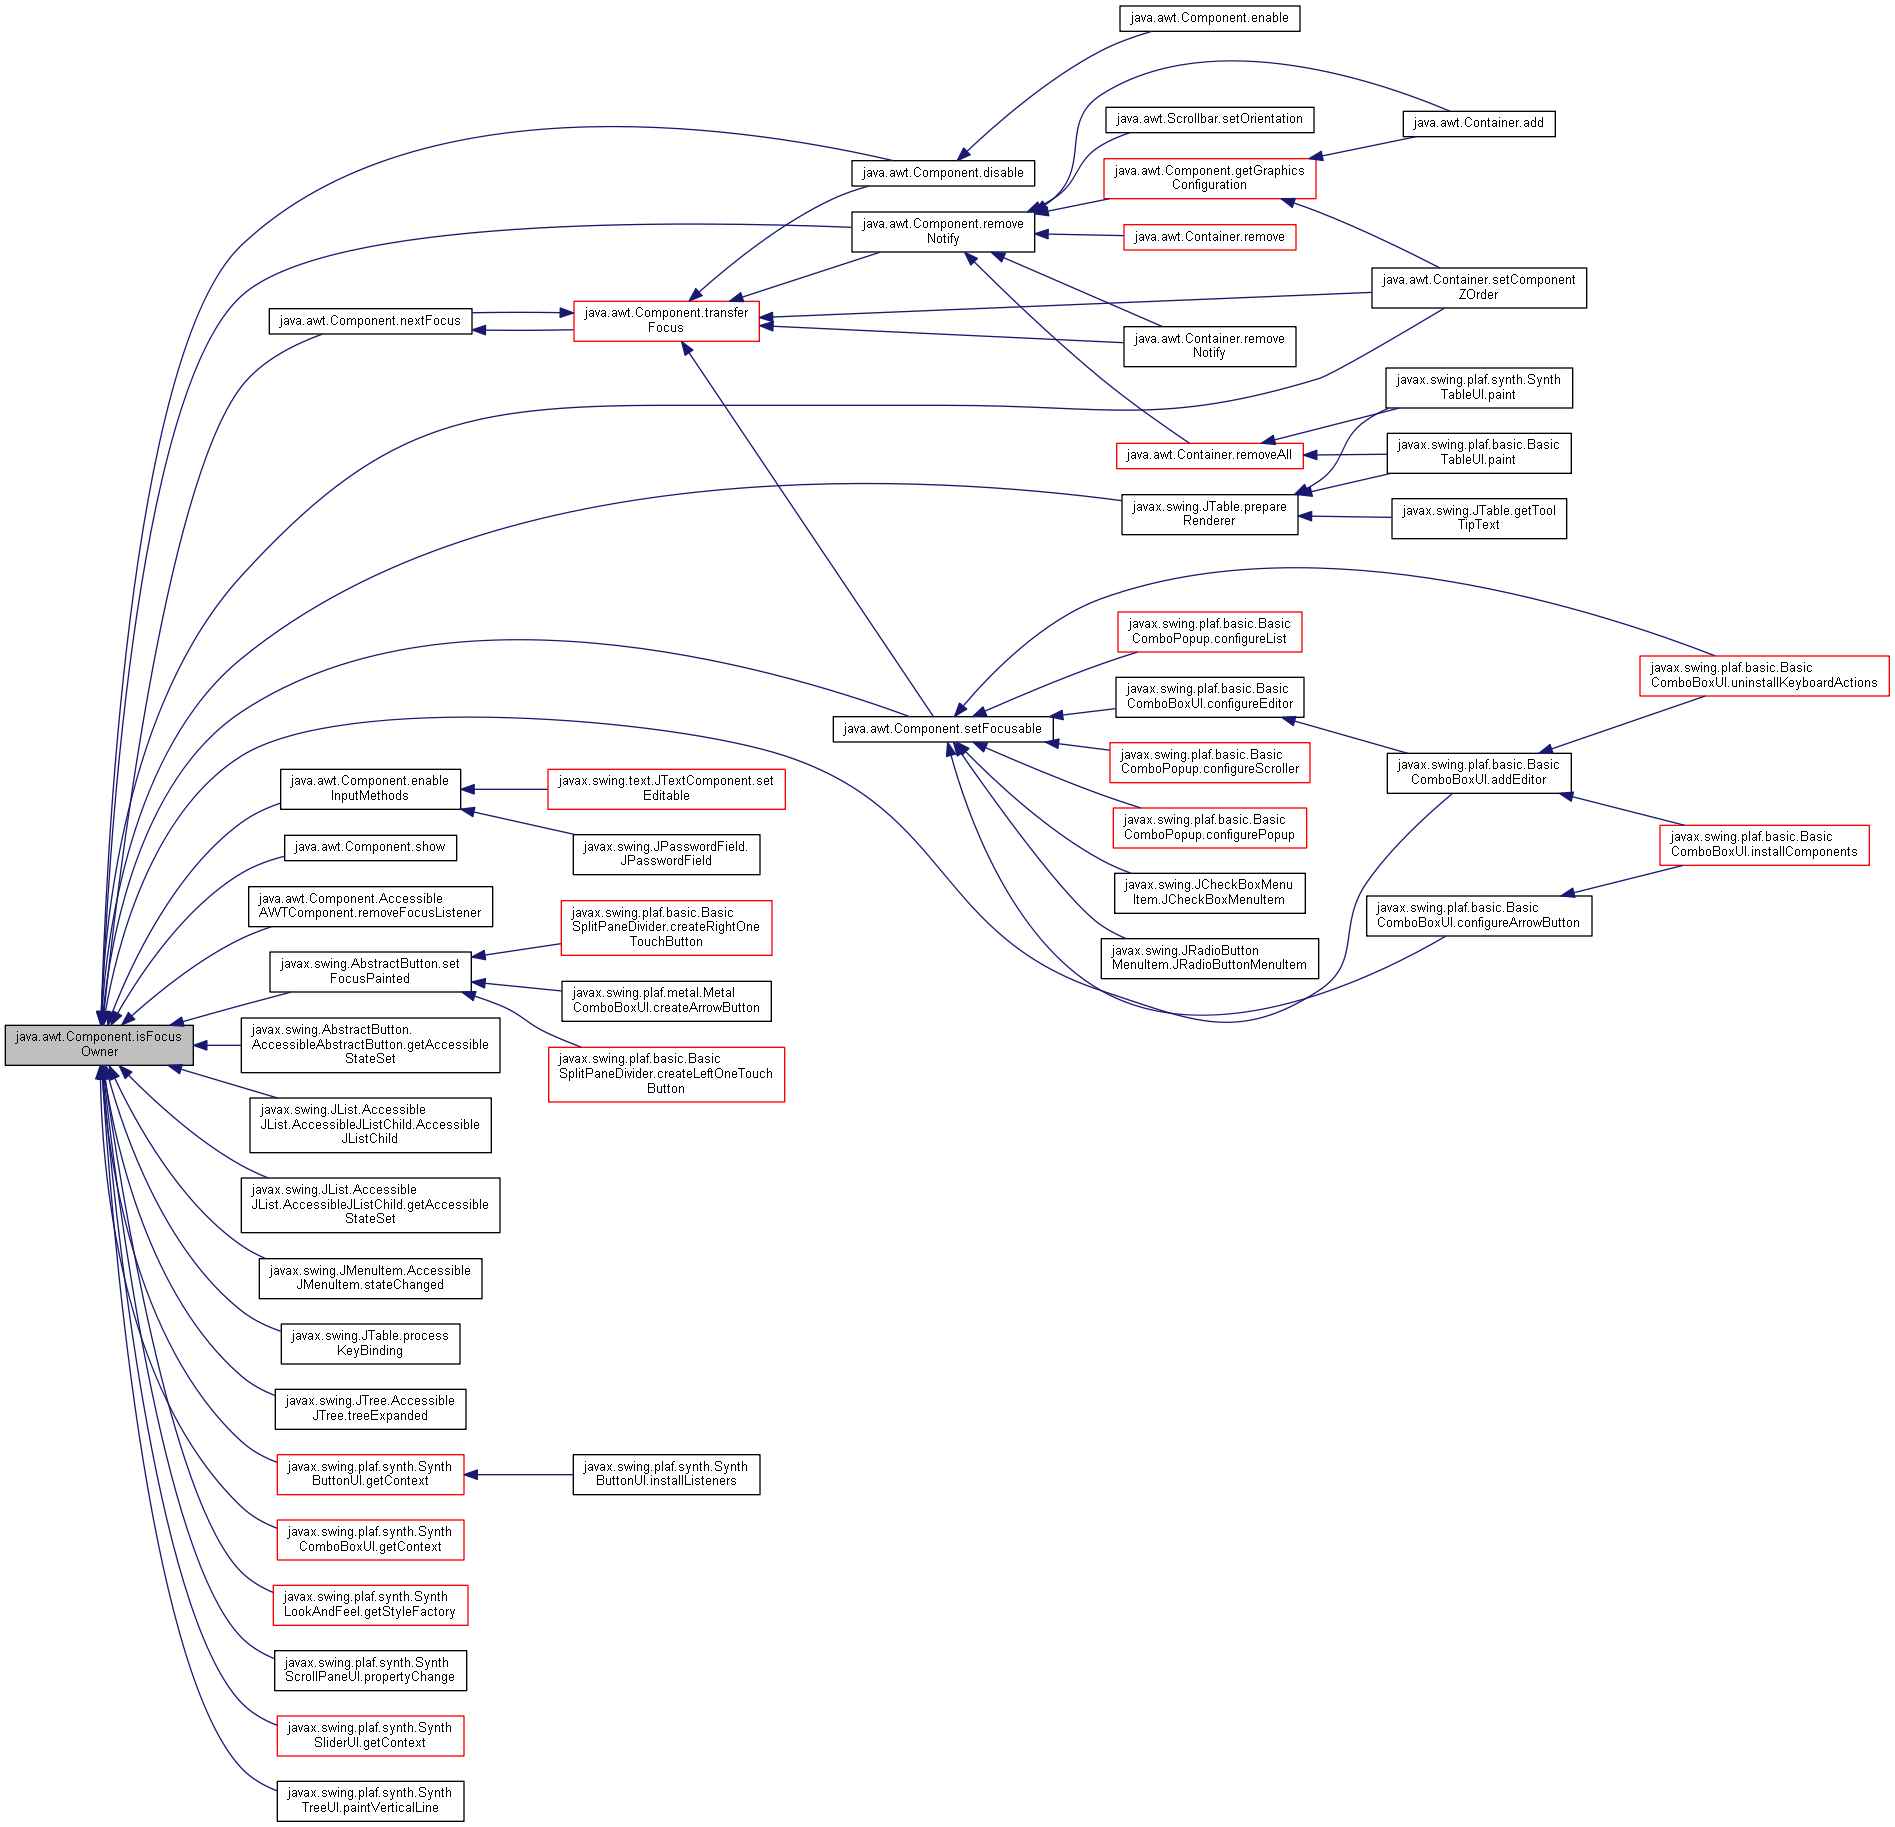 java.awt.Component.enable
java.awt.Scrollbar.setOrientation
java.awt.Container.add
java.awt.Component.disable
java.awt.Component.getGraphics
Configuration
java.awt.Component.remove
Notify
java.awt.Container.remove
java.awt.Container.setComponent
ZOrder
java.awt.Component.nextFocus
java.awt.Component.transfer
Focus
java.awt.Container.remove
Notify
javax.swing.plaf.synth.Synth
TableUI.paint
java.awt.Container.removeAll
javax.swing.plaf.basic.Basic
TableUI.paint
javax.swing.JTable.prepare
Renderer
javax.swing.JTable.getTool
TipText
javax.swing.plaf.basic.Basic
ComboPopup.configureList
javax.swing.plaf.basic.Basic
ComboBoxUI.uninstallKeyboardActions
javax.swing.plaf.basic.Basic
ComboBoxUI.configureEditor
java.awt.Component.setFocusable
javax.swing.plaf.basic.Basic
ComboPopup.configureScroller
javax.swing.plaf.basic.Basic
ComboBoxUI.addEditor
java.awt.Component.enable
InputMethods
javax.swing.text.JTextComponent.set
Editable
javax.swing.plaf.basic.Basic
ComboPopup.configurePopup
javax.swing.plaf.basic.Basic
ComboBoxUI.installComponents
java.awt.Component.show
javax.swing.JPasswordField.
JPasswordField
javax.swing.JCheckBoxMenu
Item.JCheckBoxMenuItem
java.awt.Component.Accessible
AWTComponent.removeFocusListener
javax.swing.plaf.basic.Basic
ComboBoxUI.configureArrowButton
javax.swing.plaf.basic.Basic
SplitPaneDivider.createRightOne
TouchButton
javax.swing.JRadioButton
MenuItem.JRadioButtonMenuItem
javax.swing.AbstractButton.set
FocusPainted
javax.swing.plaf.metal.Metal
ComboBoxUI.createArrowButton
java.awt.Component.isFocus
Owner
javax.swing.AbstractButton.
AccessibleAbstractButton.getAccessible
StateSet
javax.swing.plaf.basic.Basic
SplitPaneDivider.createLeftOneTouch
Button
javax.swing.JList.Accessible
JList.AccessibleJListChild.Accessible
JListChild
javax.swing.JList.Accessible
JList.AccessibleJListChild.getAccessible
StateSet
javax.swing.JMenuItem.Accessible
JMenuItem.stateChanged
javax.swing.JTable.process
KeyBinding
javax.swing.JTree.Accessible
JTree.treeExpanded
javax.swing.plaf.synth.Synth
ButtonUI.getContext
javax.swing.plaf.synth.Synth
ButtonUI.installListeners
javax.swing.plaf.synth.Synth
ComboBoxUI.getContext
javax.swing.plaf.synth.Synth
LookAndFeel.getStyleFactory
javax.swing.plaf.synth.Synth
ScrollPaneUI.propertyChange
javax.swing.plaf.synth.Synth
SliderUI.getContext
javax.swing.plaf.synth.Synth
TreeUI.paintVerticalLine